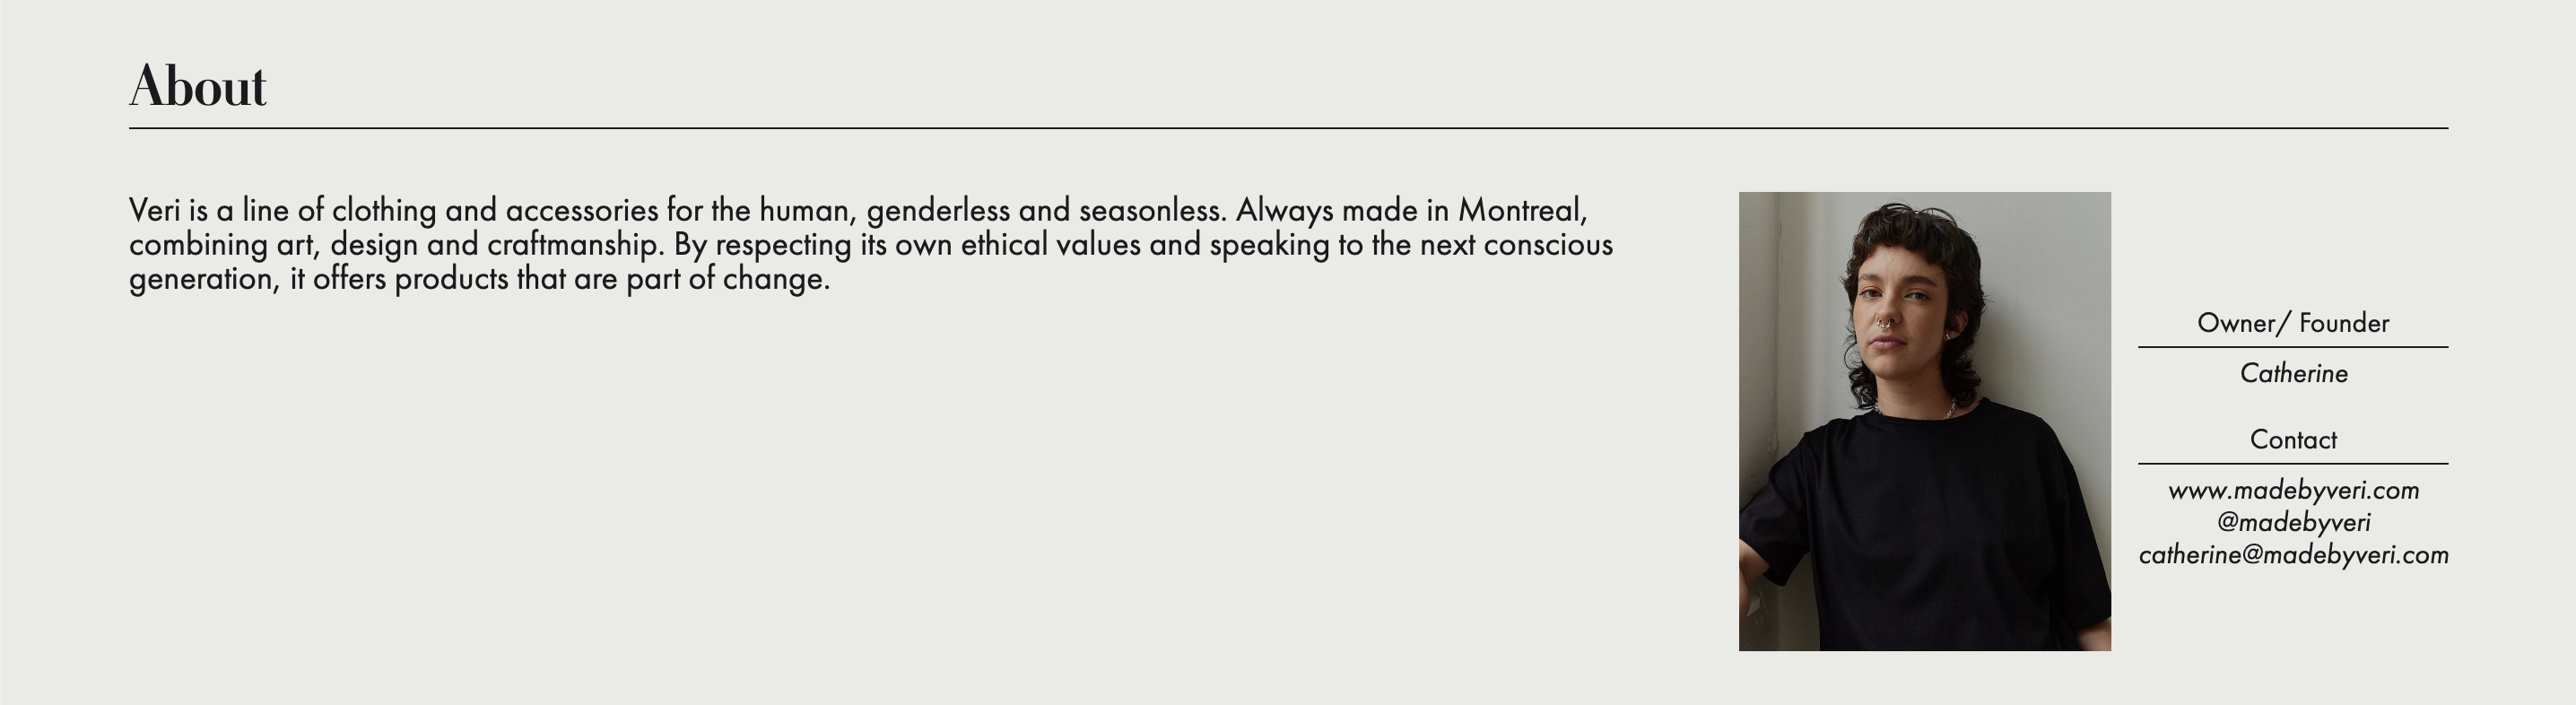 About
Veri is a line of clothing and accessories for the human, genderless and seasonless. Always made in Montreal,
combining art, design and craftmanship. By respecting its own ethical values and speaking to the next conscious
generation, it offers products that are part of change.
Owner/ Founder
Catherine
Contact
www.madebyveri.com
@madebyveri
catherine@madebyveri.com